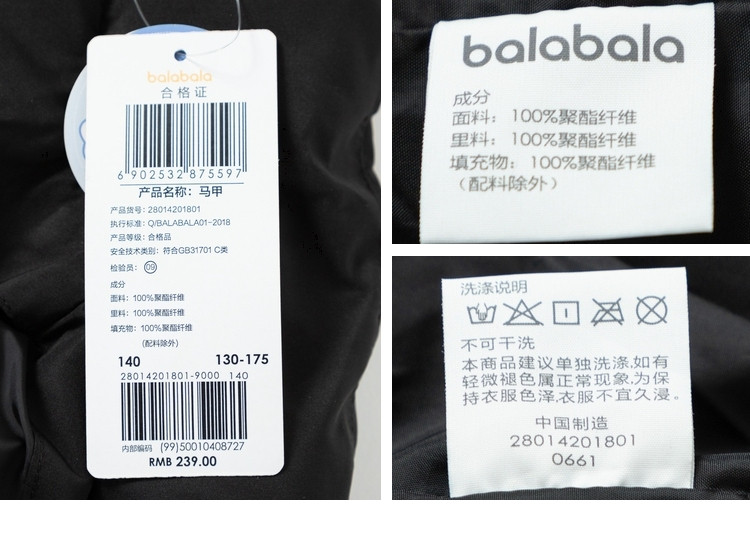 balabala
合格证
6 902532 875597
产品名称：马甲
产品货号：28014201801
执行标准：Q/BALABALA01-2018
产品等级：合格品
安全技术类别：符合GB31701 C类
检验员：09
成分
面料：100%聚酯纤维
里料：100%聚酯纤维
填充物：100%聚酯纤维
（配料除外）
140 130-175
28014201801-9000 140
内部编码 (99)50010408727
RMB 239.00
balabala
成分
面料：100%聚酯纤维
里料：100%聚酯纤维
填充物：100%聚酯纤维
（配料除外）
洗涤说明
不可干洗
本商品建议单独洗涤,如有
轻微褪色属正常现象,为保
持衣服色泽,衣服不宜久浸。
中国制造
28014201801
0661